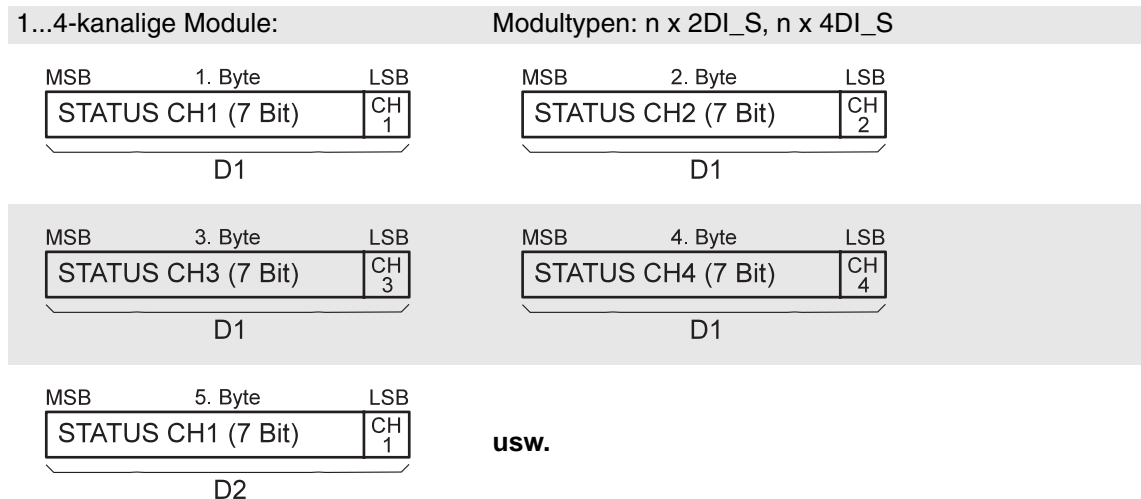 1...4-kanalige Module: Modultypen: n x 2DI_S, n x 4DI_S
MSB 1. Byte LSB MSB 2. Byte LSB
STATUS CH1 (7 Bit) CH 1 STATUS CH2 (7 Bit) CH 2
D1 D1
MSB 3. Byte LSB MSB 4. Byte LSB
STATUS CH3 (7 Bit) CH 3 STATUS CH4 (7 Bit) CH 4
D1 D1
MSB 5. Byte LSB
STATUS CH1 (7 Bit) CH 1 usw.
D2